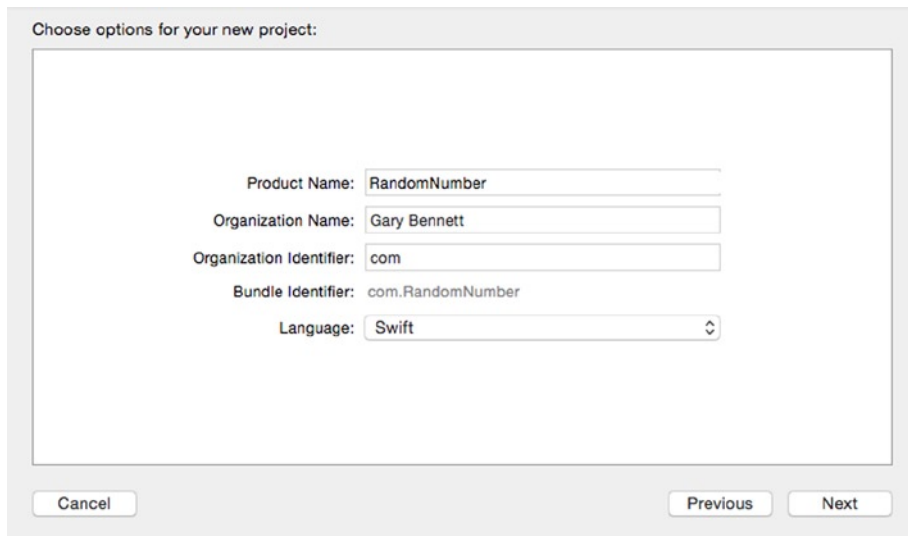 Choose options for your new project:
Product Name: RandomNumber
Organization Name: Gary Bennett
Organization Identifier: com
Bundle Identifier: com.RandomNumber
Language: Swift
Cancel Previous Next